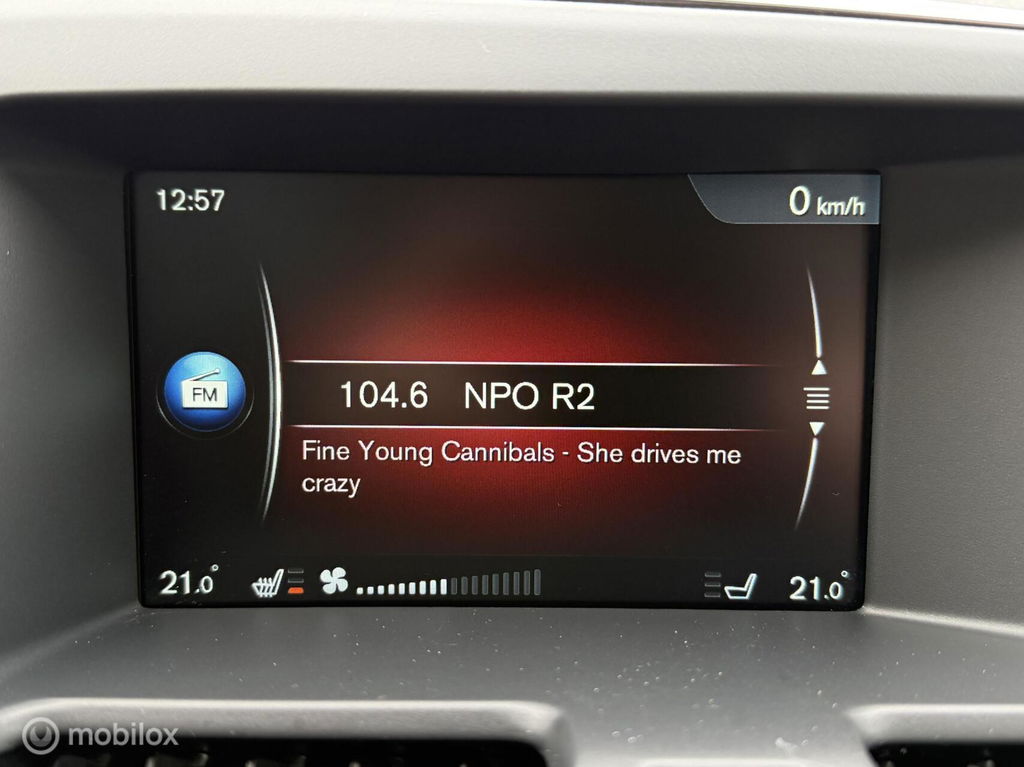 12:57
0 km/h
FM
104.6 NPO R2
Fine Young Cannibals - She drives me
crazy
21.0°
21.0°
mobilox